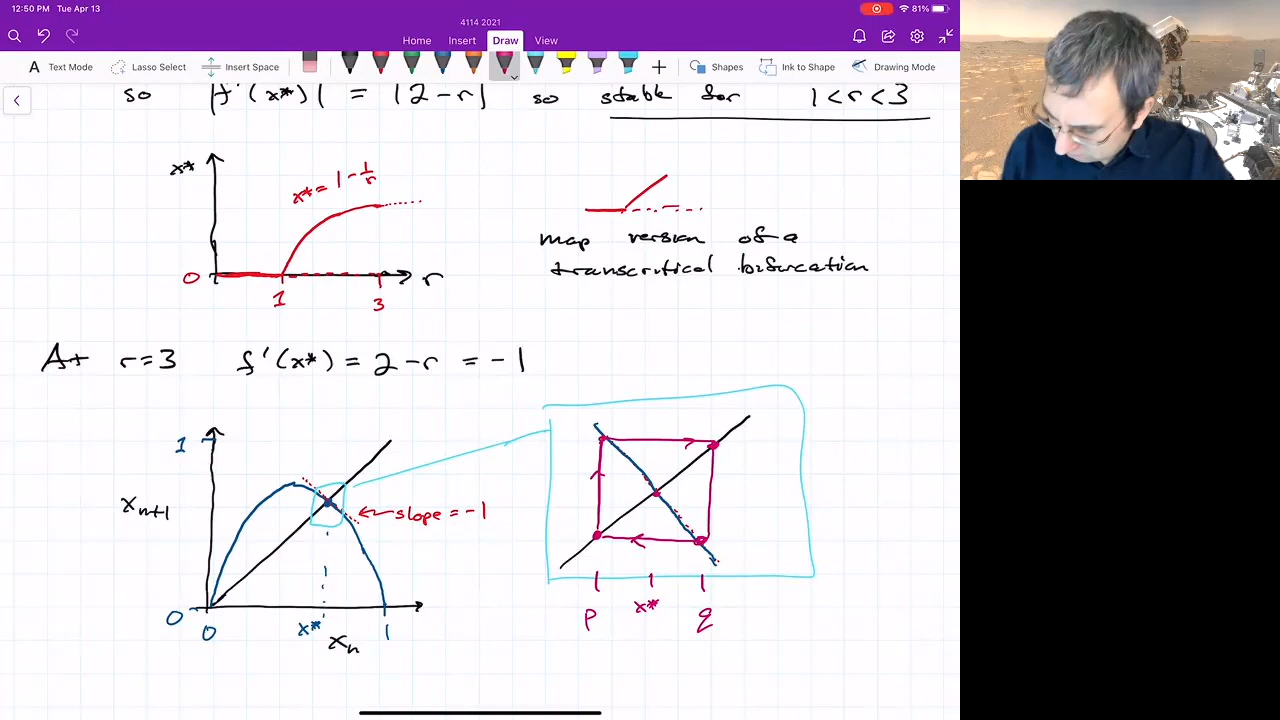 12:50 PM Tue Apr 13
81%
4114 2021
Home Insert Draw View
Text Mode Lasso Select Insert Space Shapes Ink to Shape Drawing Mode
so |f'(x*)| = |2-r| so stable for 1<r<3
x*
x* = 1 - 1/r
0
1
3
r
map version of a
transcritical bifurcation
At r=3 f'(x*) = 2-r = -1
1
x_{n+1}
slope = -1
0
0
x*
1
x_n
p x* q